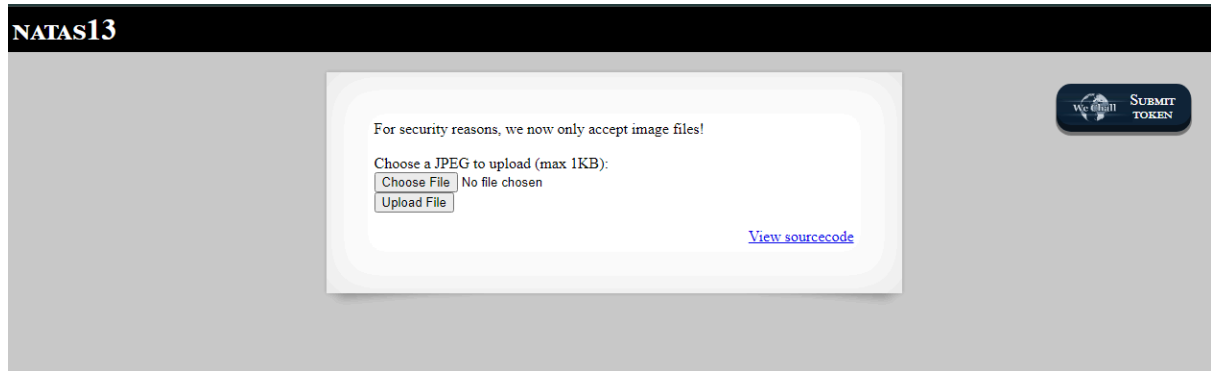 NATAS13
We Chall SUBMIT
TOKEN
For security reasons, we now only accept image files!
Choose a JPEG to upload (max 1KB):
Choose File No file chosen
Upload File
View sourcecode